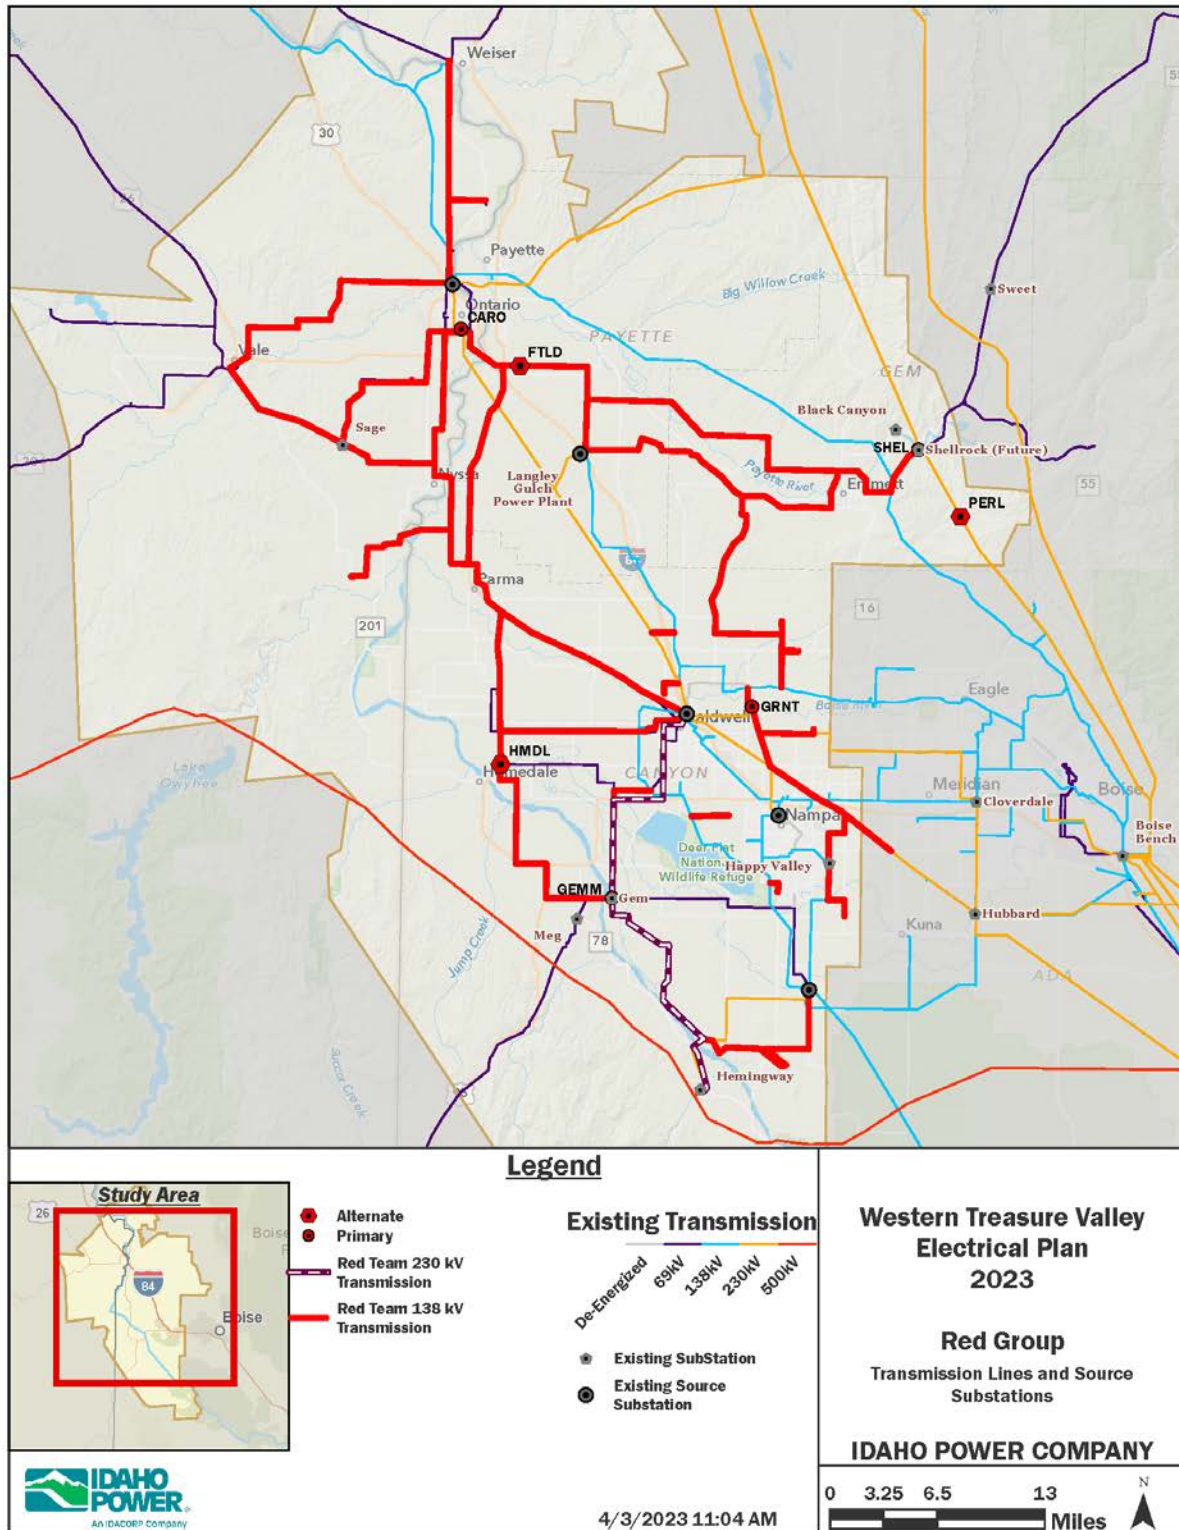 Weiser
30
Payette
Big Willow Creek
Sweet
55
Ontario
CARO
PAYETTE
FTLD
GEM
Vale
Black Canyon
Sage
SHEL
Shellrock (Future)
Nyssa
Langley
Gulch
Power Plant
Payette River
Emmett
55
PERL
84
Parma
16
201
Eagle
GRNT
Boise River
Caldwell
HMDL
Homedale
CANYON
Lake
Owyhee
Meridian
Boise
Cloverdale
Nampa
Boise
Bench
Deer Flat
National
Wildlife Refuge
Happy Valley
GEMM
Gem
Hubbard
Meg
78
Kuna
Jump Creek
ADA
Succor Creek
Hemingway
Legend
Study Area
26
84
Boise
Alternate
Primary
Red Team 230 kV
Transmission
Red Team 138 kV
Transmission
Existing Transmission
De-Energized
69kV
138kV
230kV
500kV
Existing SubStation
Existing Source
Substation
Western Treasure Valley
Electrical Plan
2023
Red Group
Transmission Lines and Source
Substations
IDAHO POWER COMPANY
IDAHO
POWER®
An IDACORP Company
4/3/2023 11:04 AM
0 3.25 6.5 13
Miles
N